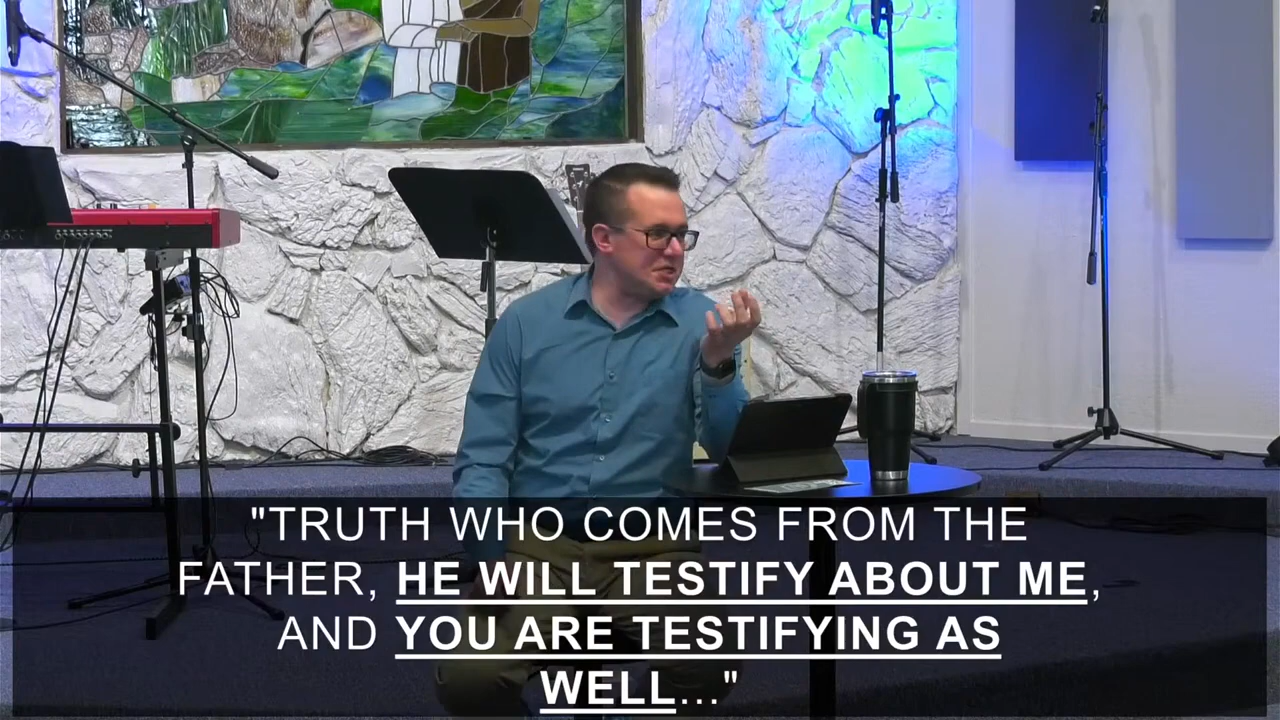 "TRUTH WHO COMES FROM THE
FATHER, HE WILL TESTIFY ABOUT ME,
AND YOU ARE TESTIFYING AS
WELL..."